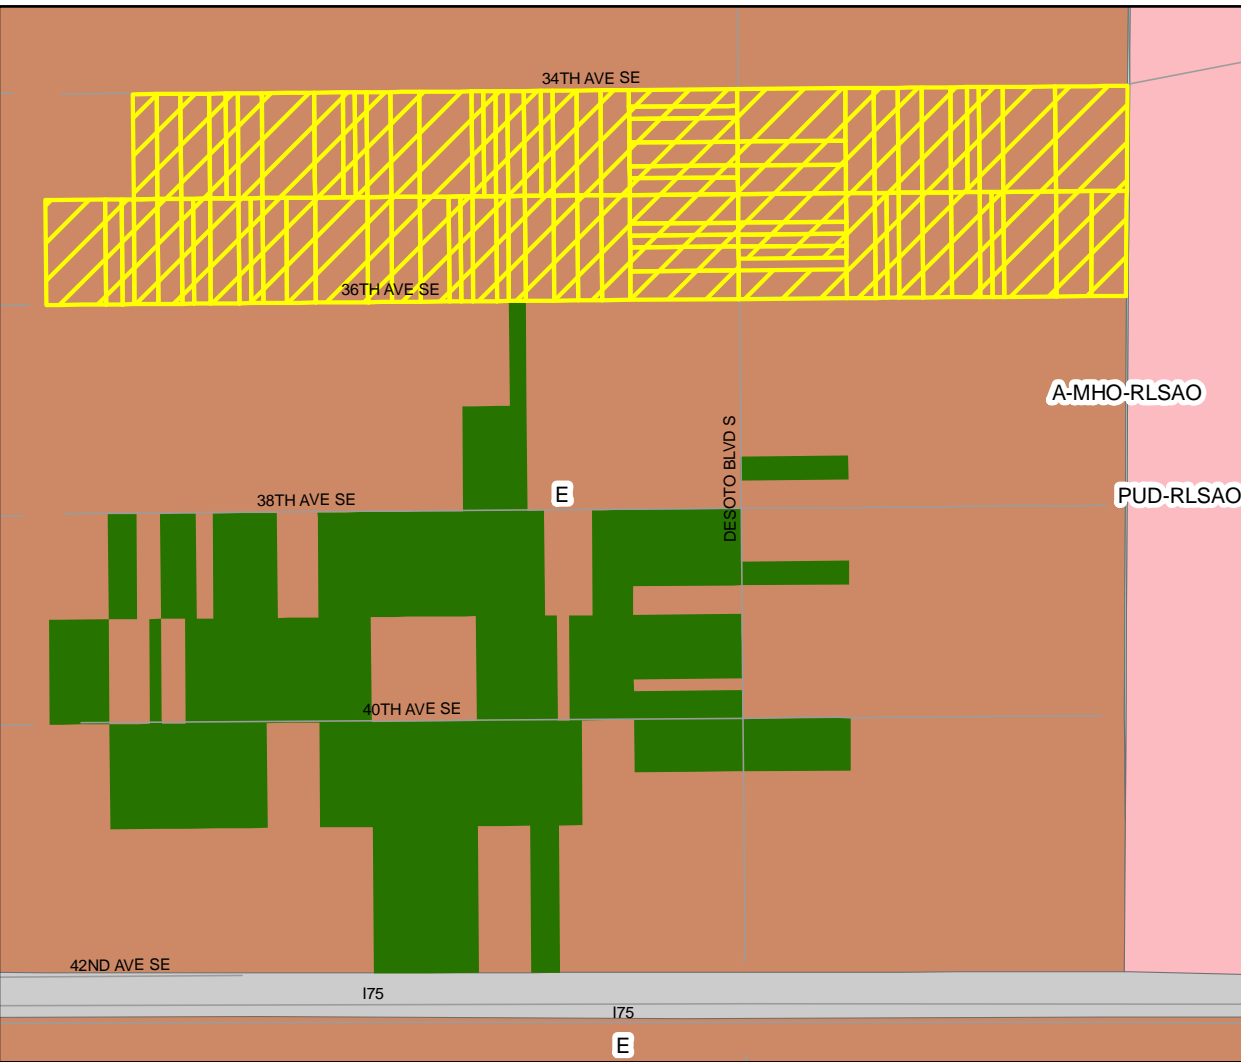 34TH AVE SE
36TH AVE SE
A-MHO-RLSAO
DESOTO BLVD S
E
PUD-RLSAO
38TH AVE SE
40TH AVE SE
42ND AVE SE
I75
I75
E